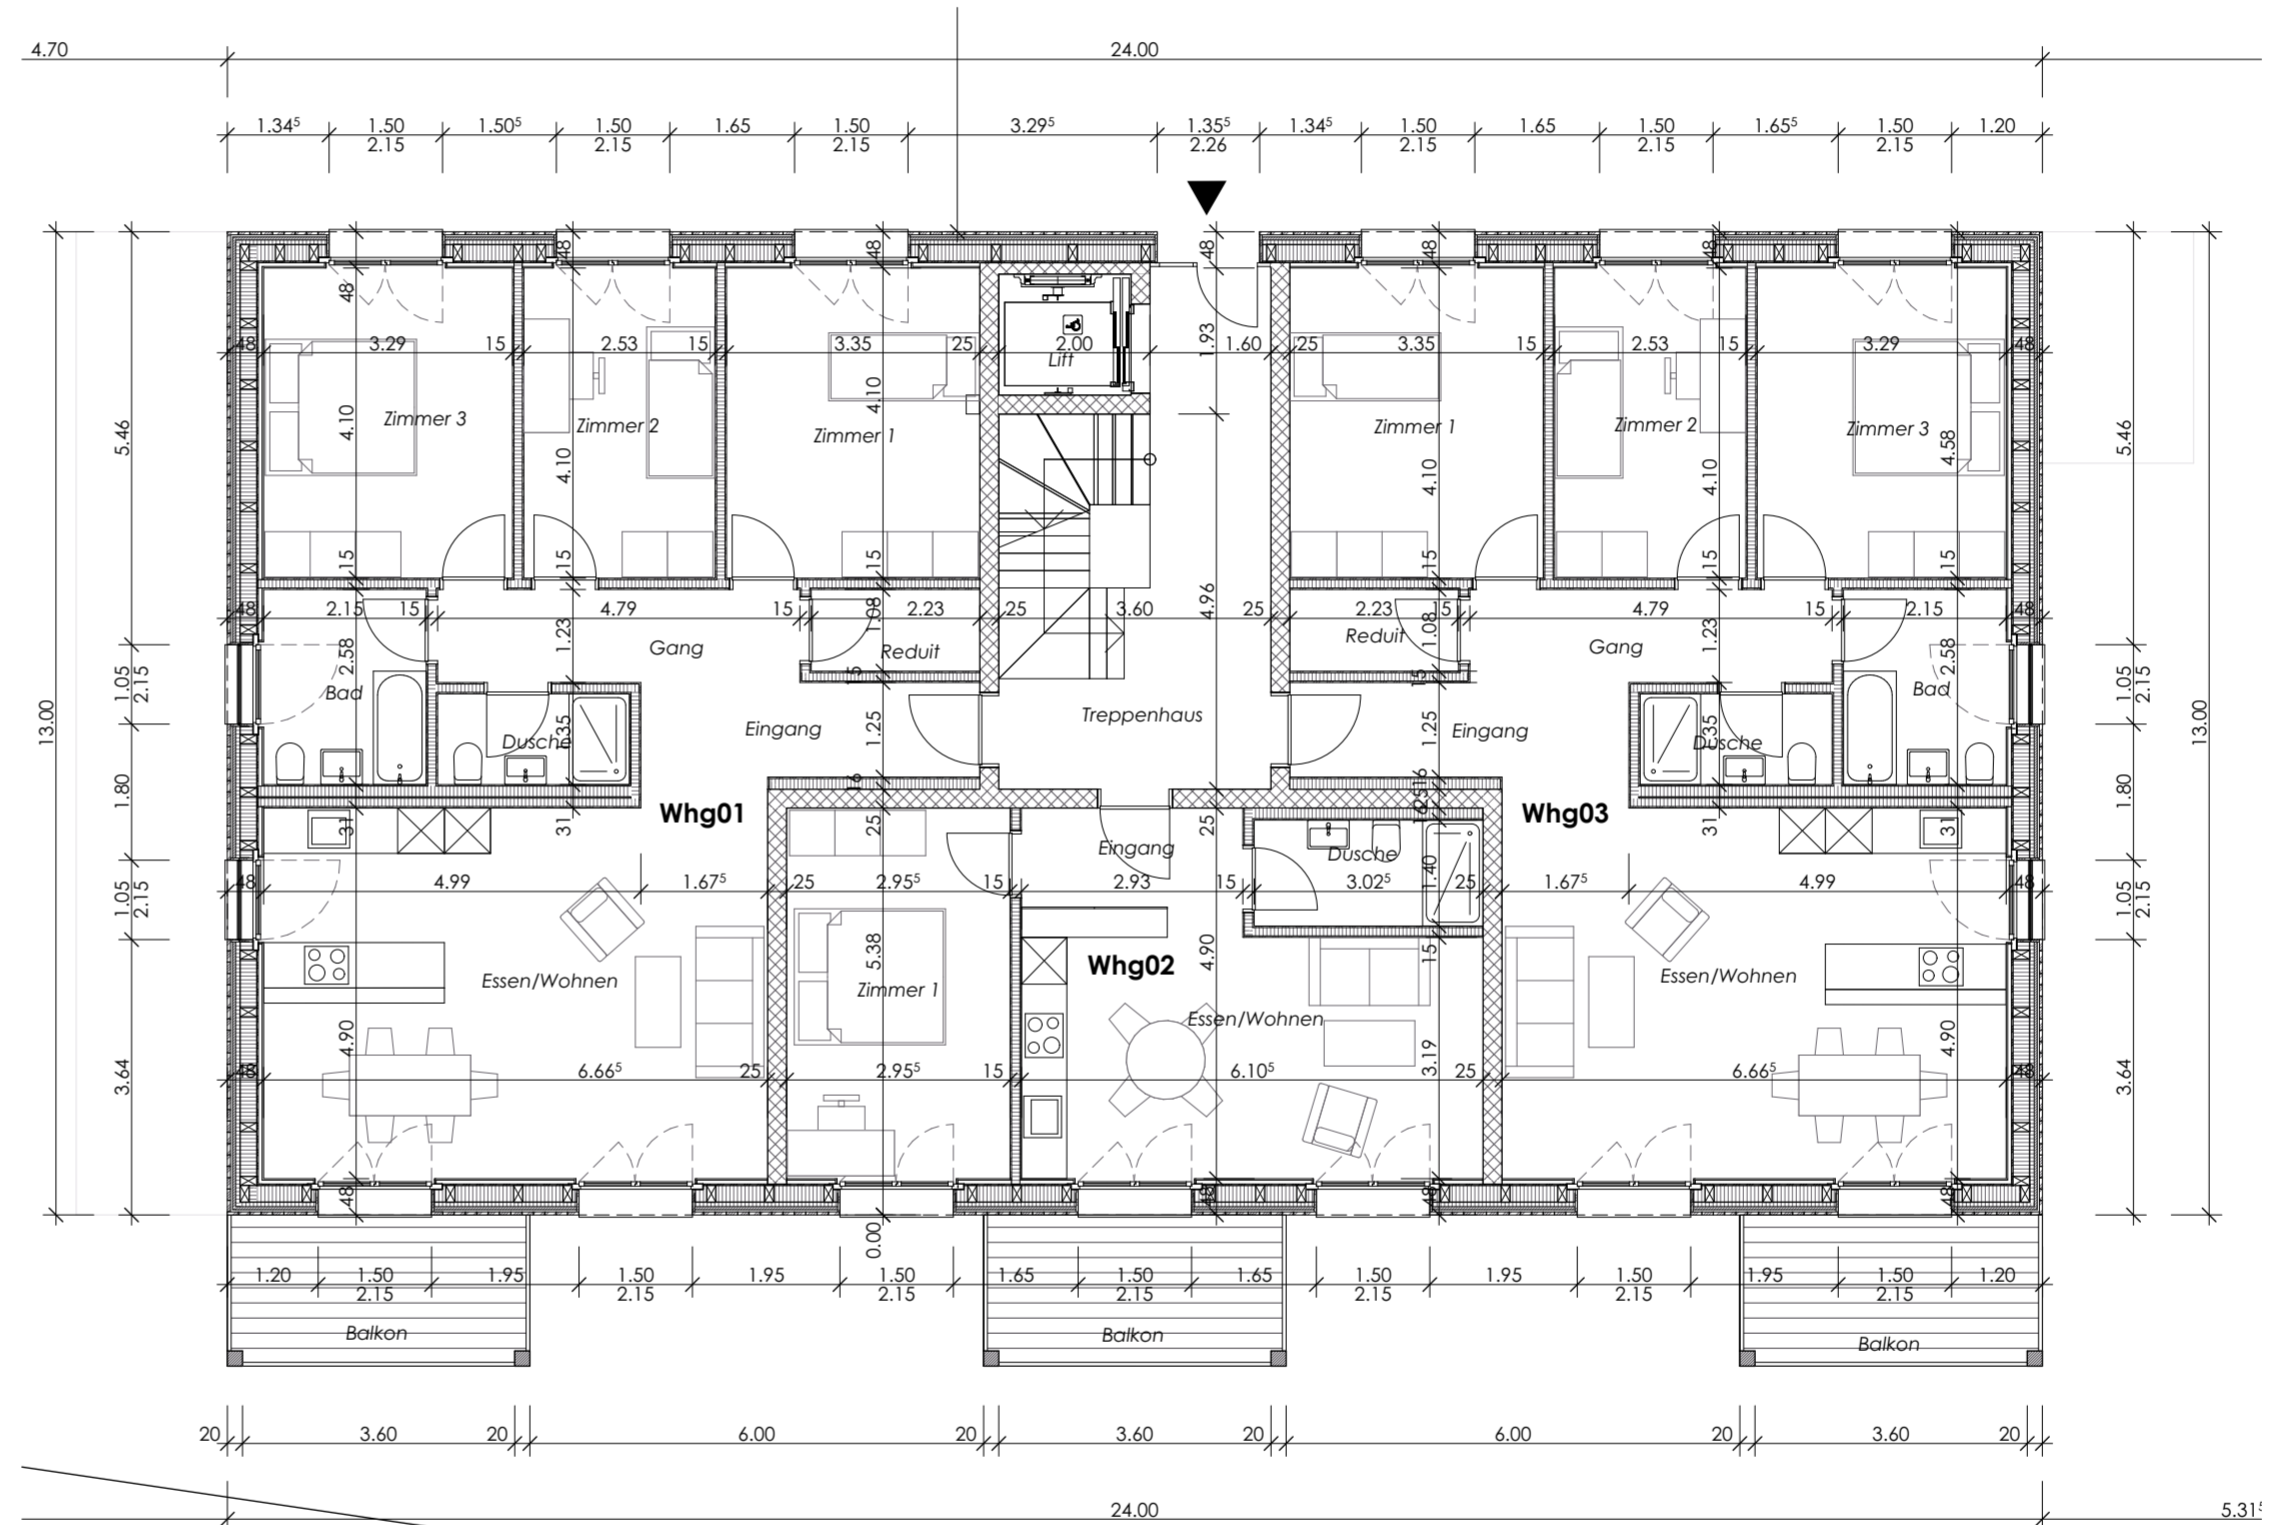 4.70 24.00
1.34⁵ 1.50 1.50⁵ 1.50 1.65 1.50 3.29⁵ 1.35⁵ 1.34⁵ 1.50 1.65 1.50 1.65⁵ 1.50 1.20
2.15 2.15 2.15 2.26 2.15 2.15 2.15
48 48 48 48 48 48
48 3.29 15 2.53 15 3.35 25 2.00 1.60 25 3.35 15 2.53 15 3.29 48
Lift
1.93
4.10 4.10 4.10 4.10 4.10 4.58
Zimmer 3 Zimmer 2 Zimmer 1 Zimmer 1 Zimmer 2 Zimmer 3
5.46 5.46
15 15 15 15 15 15
48 2.15 15 4.79 15 2.23 25 3.60 25 2.23 15 4.79 15 2.15 48
1.23 1.08 4.96 1.08 1.23
Gang Reduit Reduit Gang
2.58 2.58
15 15
1.05 1.05
2.15 2.15
Bad Bad
13.00 13.00
Eingang 1.25 Treppenhaus 1.25 Eingang
Dusche 1.35 1.35 Dusche
1.80 1.80
16
Whg01 Whg03
31 31 25 25 31 31
Eingang Dusche
1.40
48 4.99 1.67⁵ 25 2.95⁵ 15 2.93 15 3.02⁵ 25 1.67⁵ 4.99 48
1.05 1.05
2.15 2.15
5.38 4.90 15
Whg02
Essen/Wohnen Zimmer 1 Essen/Wohnen
Essen/Wohnen
4.90 3.19 4.90
48 6.66⁵ 25 2.95⁵ 15 6.10⁵ 25 6.66⁵ 48
3.64 3.64
48 48 48 48
0.00
1.20 1.50 1.95 1.50 1.95 1.50 1.65 1.50 1.65 1.50 1.95 1.50 1.95 1.50 1.20
2.15 2.15 2.15 2.15 2.15 2.15 2.15
Balkon Balkon Balkon
20 3.60 20 6.00 20 3.60 20 6.00 20 3.60 20
24.00 5.31⁵